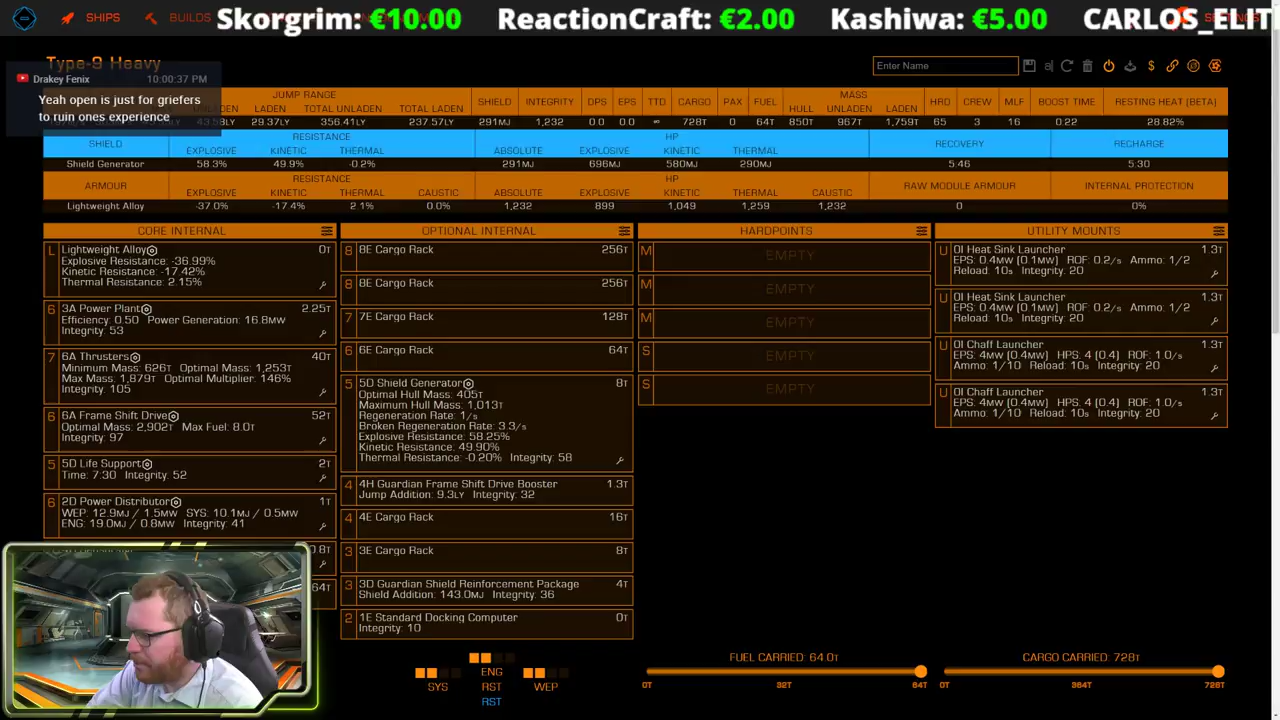 SHIPS
BUILDS
Skorgrim: €10.00 ReactionCraft: €2.00 Kashiwa: €5.00 CARLOS_ELIT
Type-9 Heavy
Enter Name
Drakey Fenix 10:00:37 PM
Yeah open is just for griefers
to ruin ones experience
JUMP RANGE MASS
LADEN TOTAL UNLADEN TOTAL LADEN SHIELD INTEGRITY DPS EPS TTD CARGO PAX FUEL HULL UNLADEN LADEN HRD CREW MLF BOOST TIME RESTING HEAT (BETA)
43.58LY 29.37LY 356.41LY 237.57LY 291MJ 1,232 0.0 0.0 ∞ 728T 0 64T 850T 967T 1,759T 65 3 16 0.22 28.82%
SHIELD RESISTANCE HP RECOVERY RECHARGE
EXPLOSIVE KINETIC THERMAL ABSOLUTE EXPLOSIVE KINETIC THERMAL
Shield Generator 58.3% 49.9% -0.2% 291MJ 696MJ 580MJ 290MJ 5.46 5.30
ARMOUR RESISTANCE HP RAW MODULE ARMOUR INTERNAL PROTECTION
EXPLOSIVE KINETIC THERMAL CAUSTIC ABSOLUTE EXPLOSIVE KINETIC THERMAL CAUSTIC
Lightweight Alloy -37.0% -17.4% 2.1% 0.0% 1,232 899 1,049 1,259 1,232 0 0%
CORE INTERNAL
L Lightweight Alloy 0T
Explosive Resistance: -36.99%
Kinetic Resistance: -17.42%
Thermal Resistance: 2.15%
6 3A Power Plant 2.25T
Efficiency: 0.50 Power Generation: 16.8MW
Integrity: 53
7 6A Thrusters 40T
Minimum Mass: 626T Optimal Mass: 1,253T
Max Mass: 1,879T Optimal Multiplier: 146%
Integrity: 105
6 6A Frame Shift Drive 52T
Optimal Mass: 2,902T Max Fuel: 8.0T
Integrity: 97
5 5D Life Support 2T
Time: 7:30 Integrity: 52
6 2D Power Distributor 1T
WEP: 12.9MJ / 1.5MW SYS: 10.1MJ / 0.5MW
ENG: 19.0MJ / 0.8MW Integrity: 41
0.8T
64T
OPTIONAL INTERNAL
8 8E Cargo Rack 256T
8 8E Cargo Rack 256T
7 7E Cargo Rack 128T
6 6E Cargo Rack 64T
5 5D Shield Generator 8T
Optimal Hull Mass: 405T
Maximum Hull Mass: 1,013T
Regeneration Rate: 1/s
Broken Regeneration Rate: 3.3/s
Explosive Resistance: 58.25%
Kinetic Resistance: 49.90%
Thermal Resistance: -0.20% Integrity: 58
4 4H Guardian Frame Shift Drive Booster 1.3T
Jump Addition: 9.3LY Integrity: 32
4 4E Cargo Rack 16T
3 3E Cargo Rack 8T
3 3D Guardian Shield Reinforcement Package 4T
Shield Addition: 143.0MJ Integrity: 36
2 1E Standard Docking Computer 0T
Integrity: 10
HARDPOINTS
M EMPTY
M EMPTY
M EMPTY
S EMPTY
S EMPTY
UTILITY MOUNTS
U 0I Heat Sink Launcher 1.3T
EPS: 0.4MW (0.1MW) ROF: 0.2/s Ammo: 1/2
Reload: 10s Integrity: 20
U 0I Heat Sink Launcher 1.3T
EPS: 0.4MW (0.1MW) ROF: 0.2/s Ammo: 1/2
Reload: 10s Integrity: 20
U 0I Chaff Launcher 1.3T
EPS: 4MW (0.4MW) HPS: 4 (0.4) ROF: 1.0/s
Ammo: 1/10 Reload: 10s Integrity: 20
U 0I Chaff Launcher 1.3T
EPS: 4MW (0.4MW) HPS: 4 (0.4) ROF: 1.0/s
Ammo: 1/10 Reload: 10s Integrity: 20
SYS ENG WEP
RST
RST
FUEL CARRIED: 64.0T
0T 32T 64T
CARGO CARRIED: 728T
0T 364T 728T